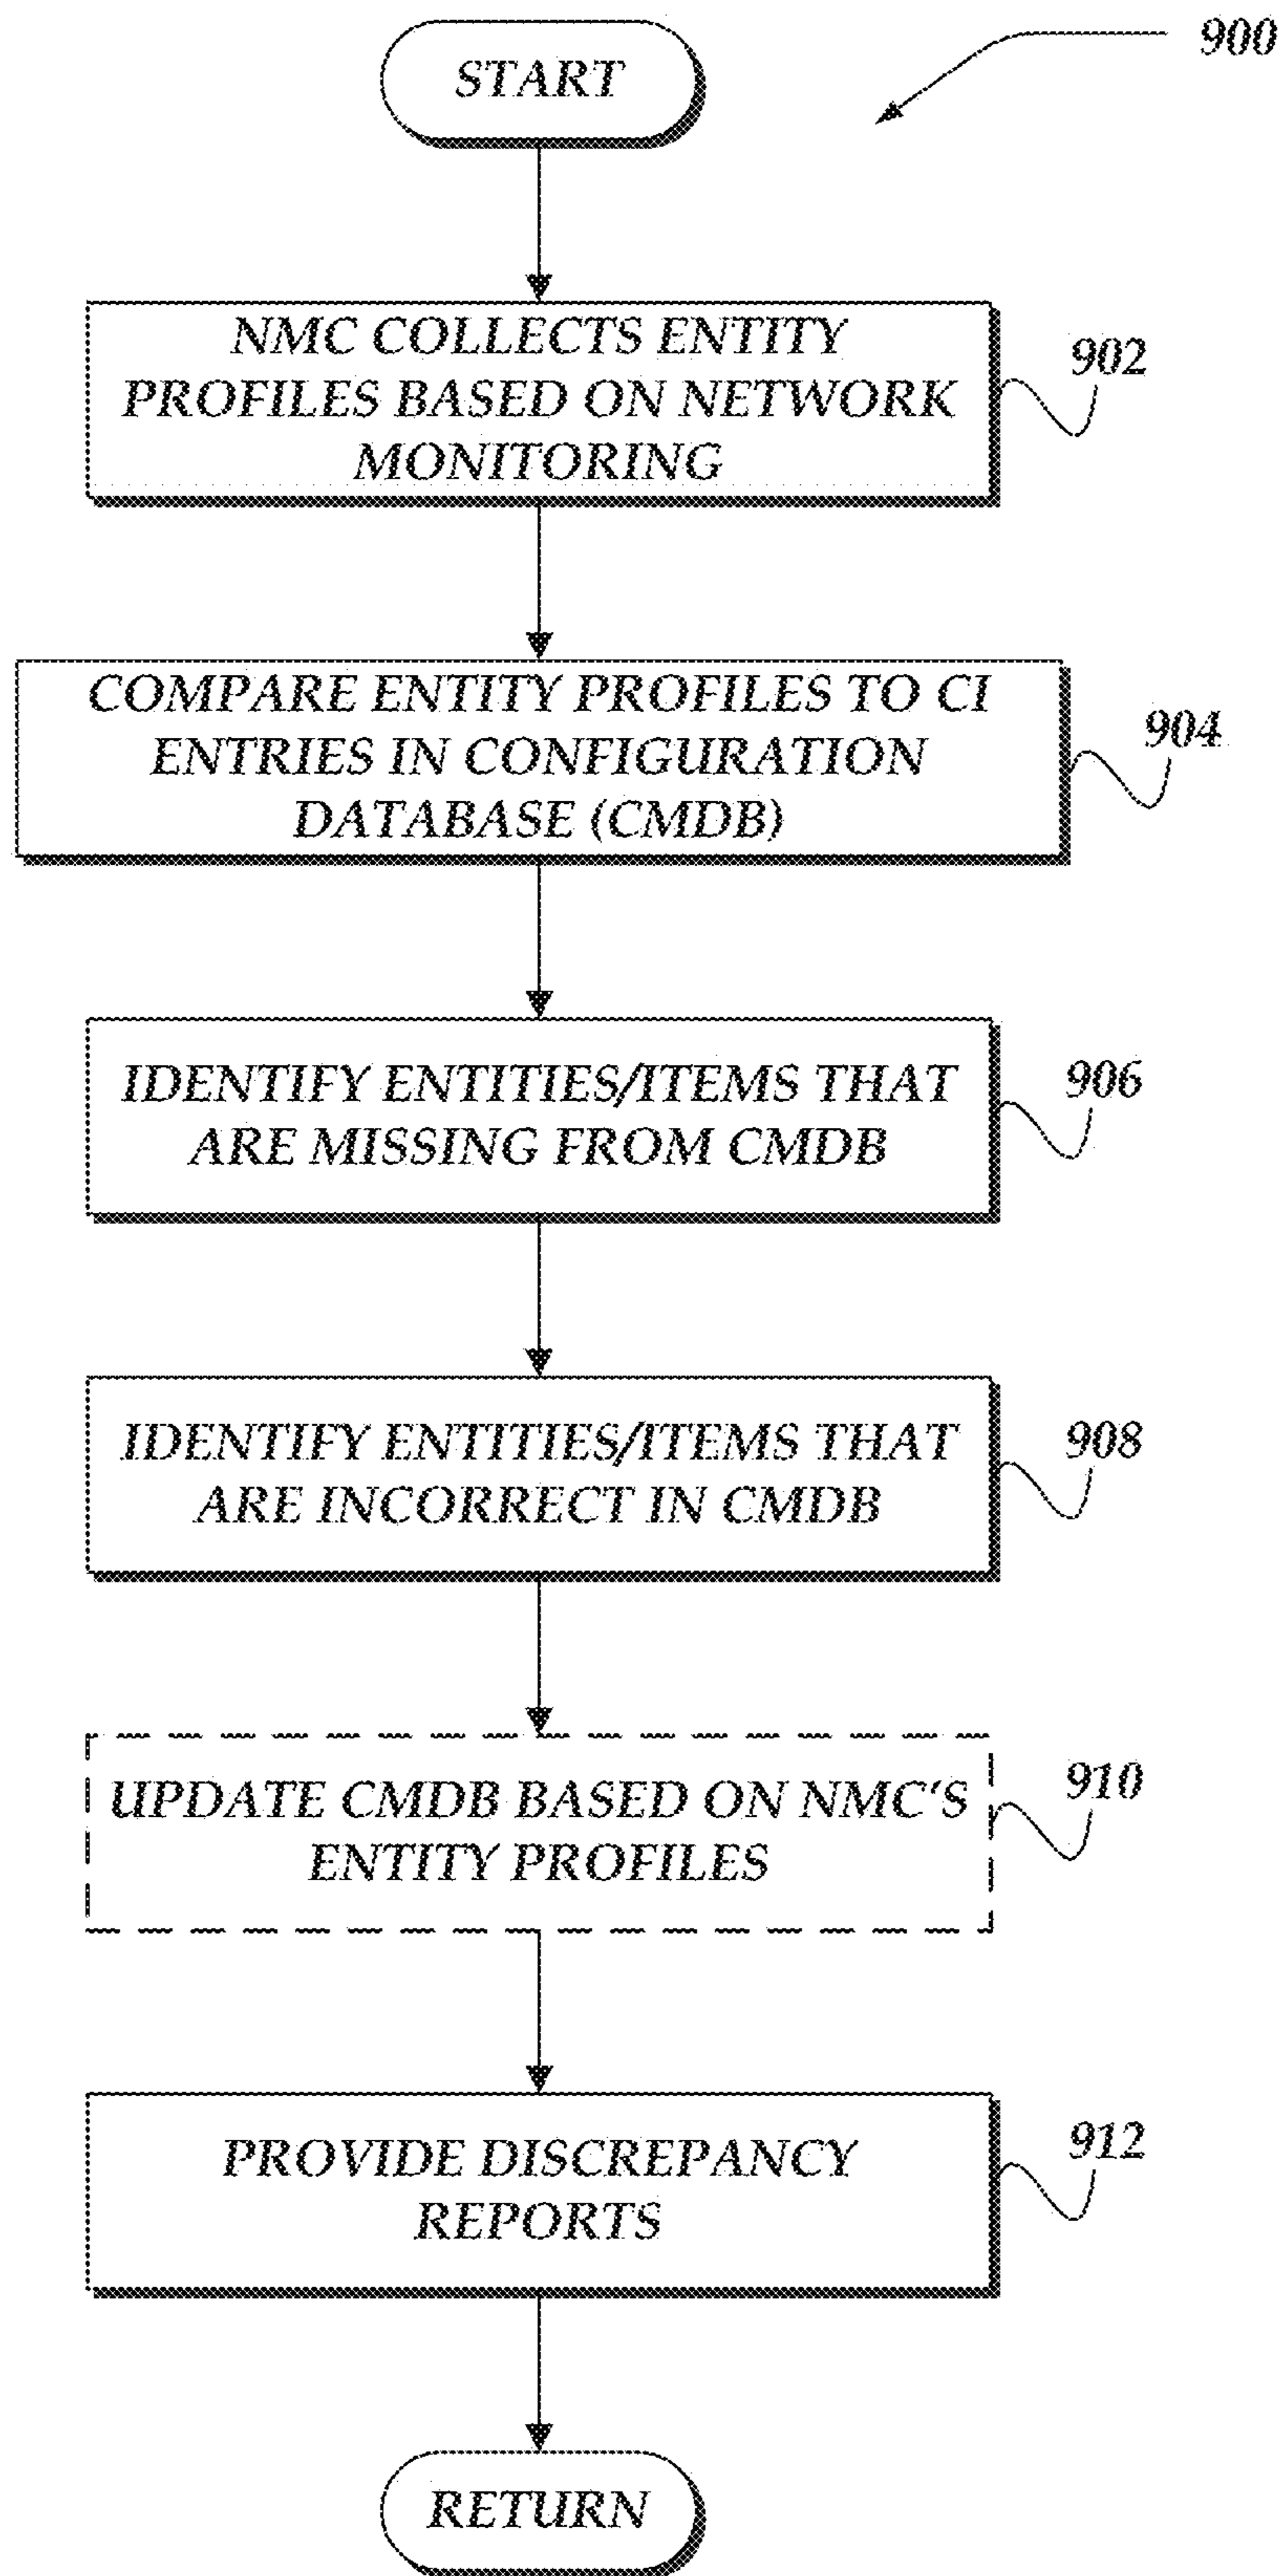 START
900
NMC COLLECTS ENTITY
PROFILES BASED ON NETWORK
MONITORING
902
COMPARE ENTITY PROFILES TO CI
ENTRIES IN CONFIGURATION
DATABASE (CMDB)
904
IDENTIFY ENTITIES/ITEMS THAT
ARE MISSING FROM CMDB
906
IDENTIFY ENTITIES/ITEMS THAT
ARE INCORRECT IN CMDB
908
UPDATE CMDB BASED ON NMC'S
ENTITY PROFILES
910
PROVIDE DISCREPANCY
REPORTS
912
RETURN